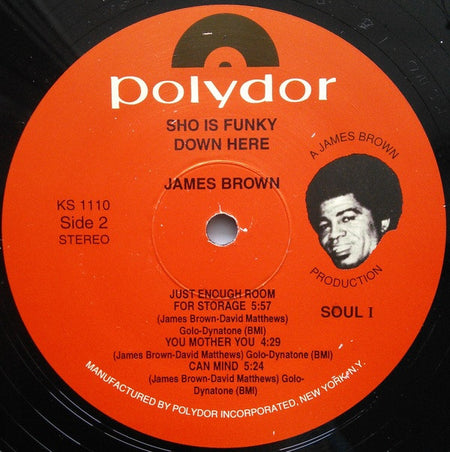 polydor
SHO IS FUNKY
DOWN HERE
JAMES BROWN
KS 1110
Side 2
STEREO
A JAMES BROWN
PRODUCTION
SOUL I
JUST ENOUGH ROOM
FOR STORAGE 5:57
(James Brown-David Matthews)
Golo-Dynatone (BMI)
YOU MOTHER YOU 4:29
(James Brown-David Matthews) Golo-Dynatone (BMI)
CAN MIND 5:24
(James Brown-David Matthews) Golo-
Dynatone (BMI)
MANUFACTURED BY POLYDOR INCORPORATED, NEW YORK, N.Y.